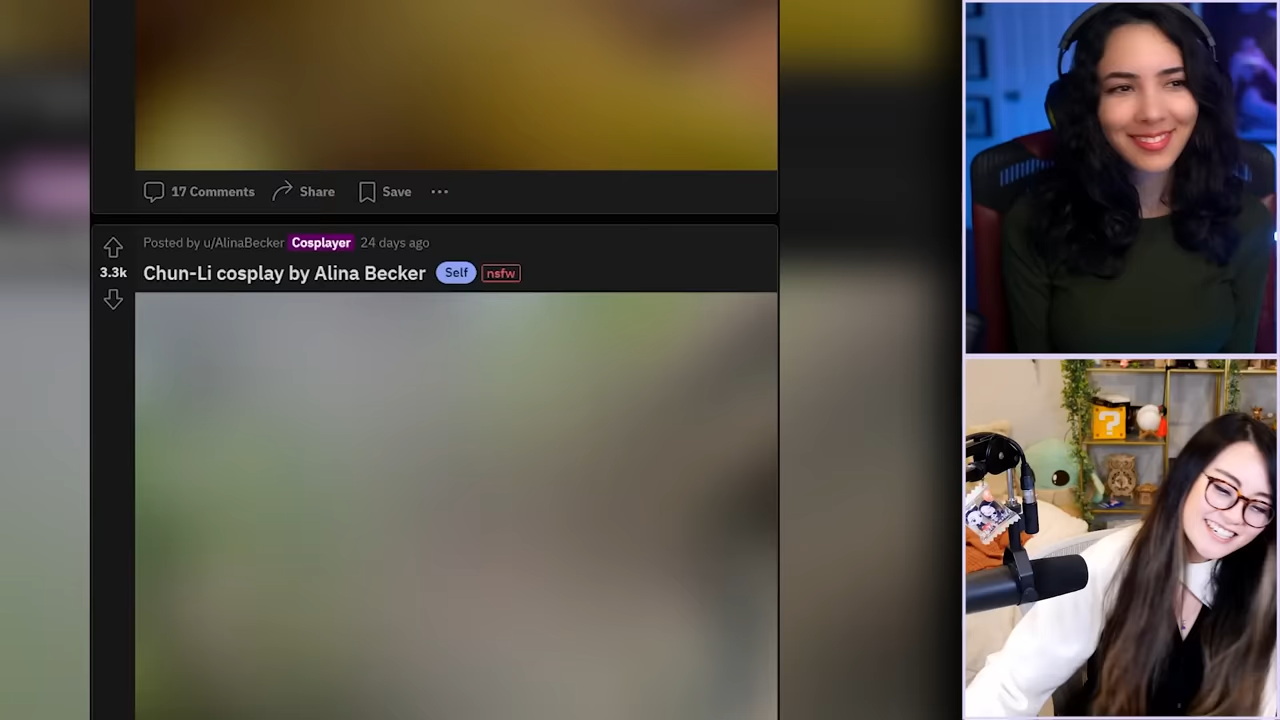 17 Comments Share Save
Posted by u/AlinaBecker Cosplayer 24 days ago
3.3k
Chun-Li cosplay by Alina Becker Self nsfw
?